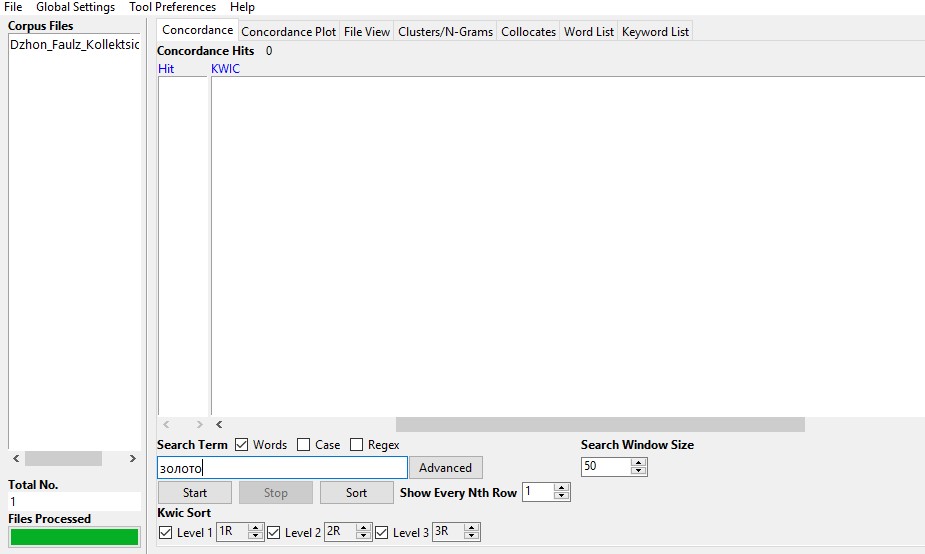 File Global Settings Tool Preferences Help
Corpus Files
Dzhon_Faulz_Kollektsic
Total No.
1
Files Processed
Concordance Concordance Plot File View Clusters/N-Grams Collocates Word List Keyword List
Concordance Hits 0
Hit KWIC
Search Term Words Case Regex Search Window Size
золото Advanced 50
Start Stop Sort Show Every Nth Row 1
Kwic Sort
Level 1 1R Level 2 2R Level 3 3R